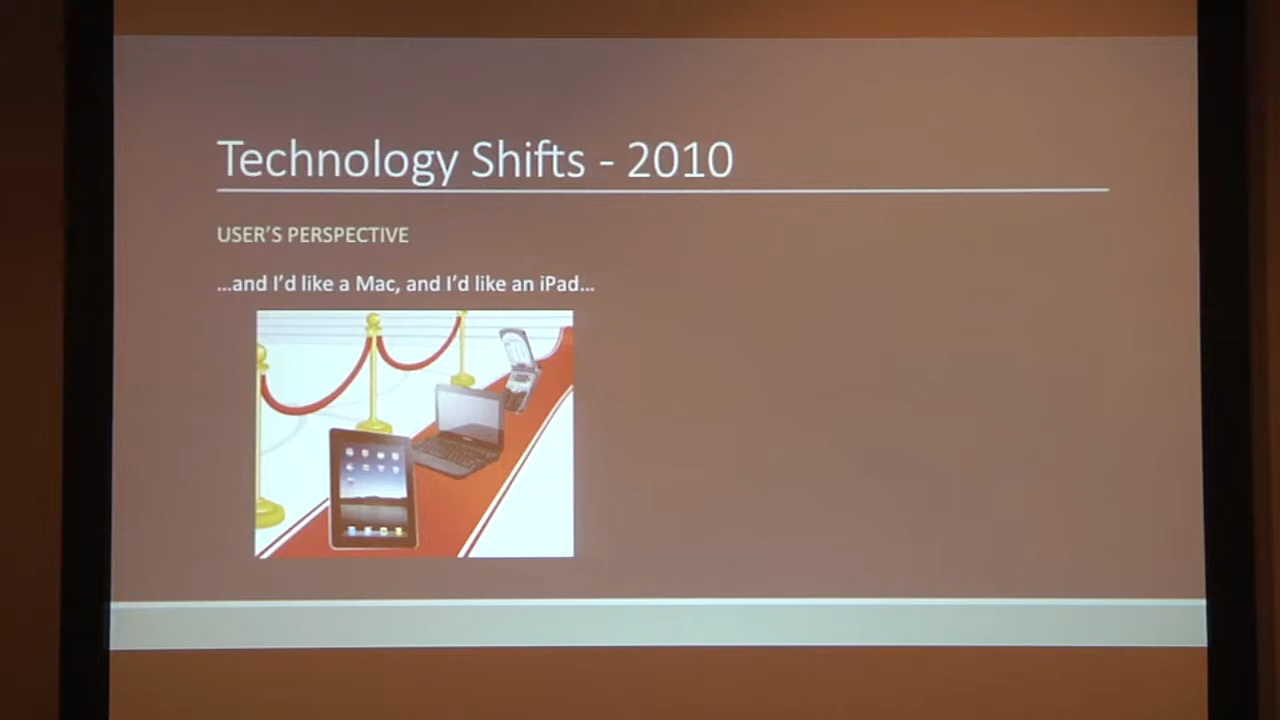 Technology Shifts - 2010
USER'S PERSPECTIVE
...and I'd like a Mac, and I'd like an iPad...